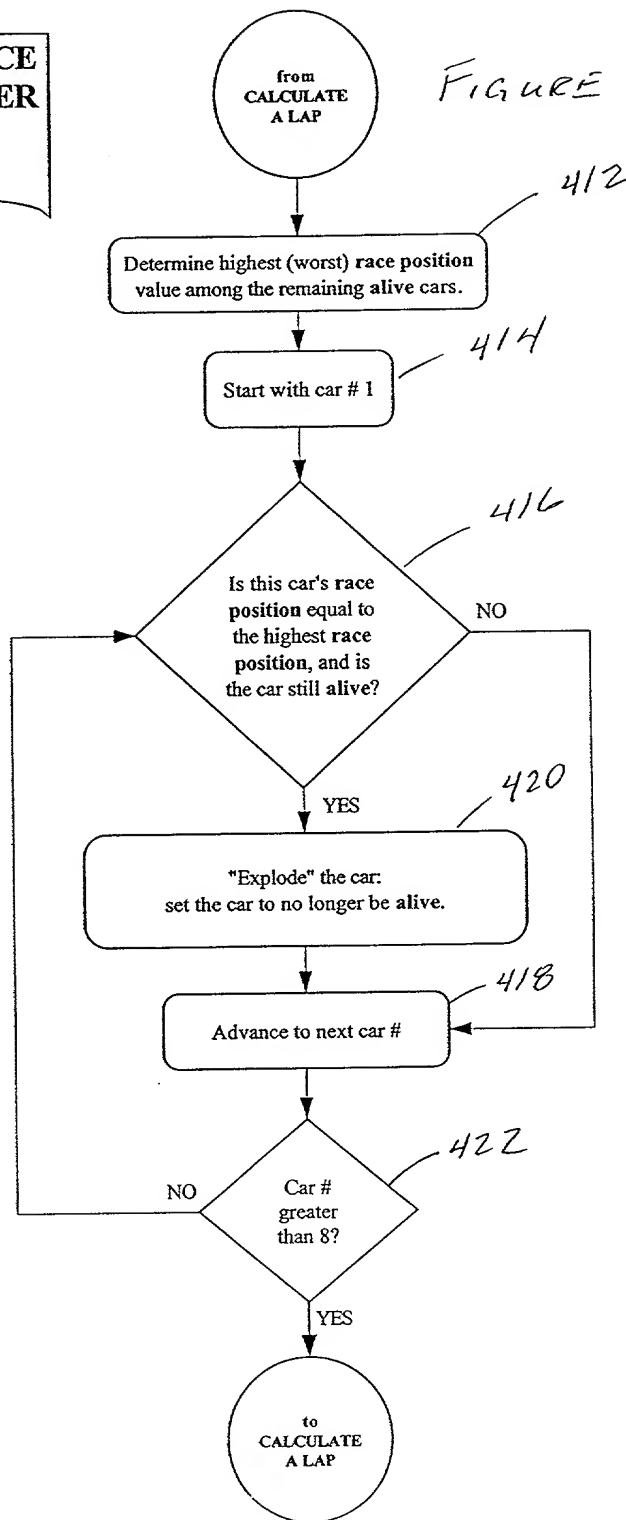 CE
ER
from
CALCULATE
A LAP
FIGURE
412
Determine highest (worst) race position
value among the remaining alive cars.
414
Start with car # 1
416
Is this car's race
position equal to
the highest race
position, and is
the car still alive?
NO
YES
420
"Explode" the car:
set the car to no longer be alive.
418
Advance to next car #
422
Car #
greater
than 8?
NO
YES
to
CALCULATE
A LAP